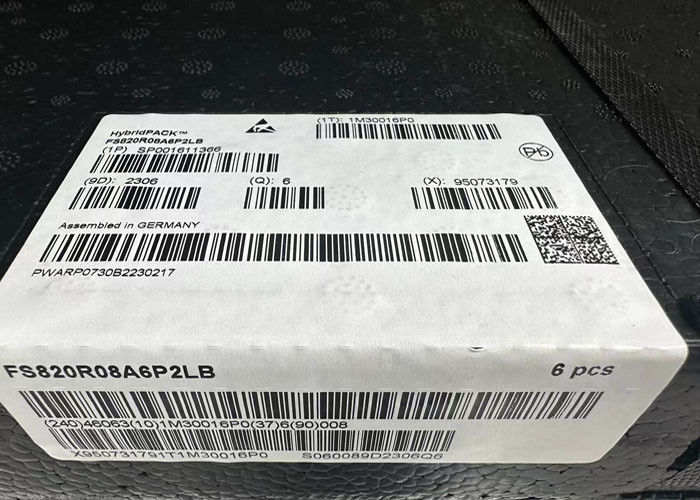 HybridPACK™
FS820R08A6P2LB
(1P) SP001611366
(1T): 1M30016P0
Pb
(9D): 2306
(Q): 6
(X): 95073179
Assembled in GERMANY
PWARP0730B2230217
FS820R08A6P2LB
6 pcs
(240)46063(10)1M30016P0(37)6(90)008
X950731791T1M30016P0 S060089D2306Q6